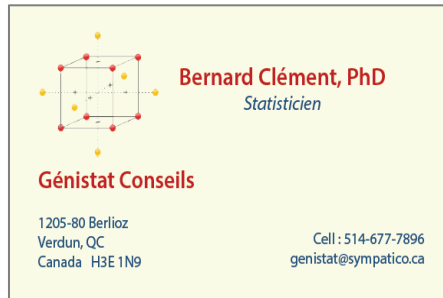 Bernard Clément, PhD
Statisticien
Génistat Conseils
1205-80 Berlioz
Verdun, QC
Canada H3E 1N9
Cell : 514-677-7896
genistat@sympatico.ca